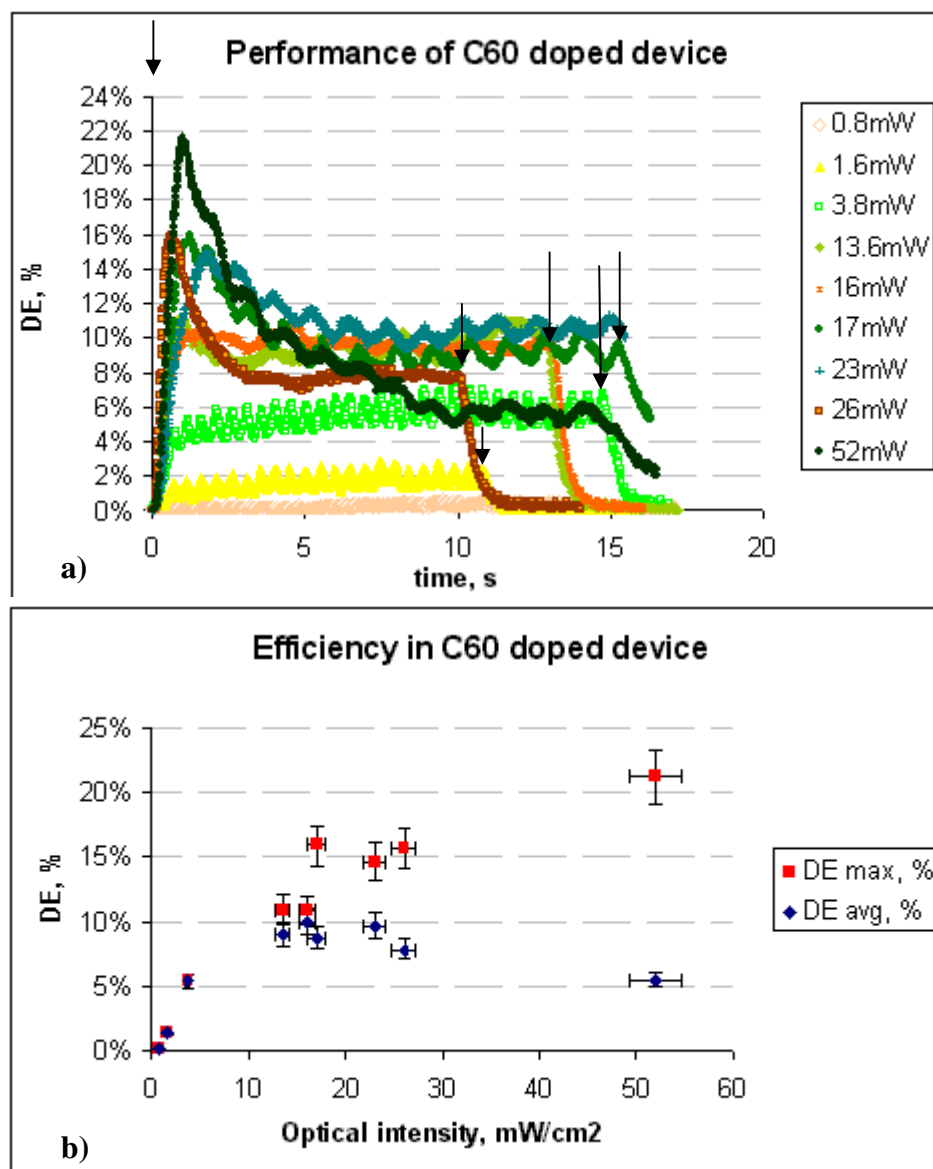 Performance of C60 doped device
24%
22%
20%
18%
16%
14%
12%
10%
8%
6%
4%
2%
0%
DE, %
0
5
10
15
20
time, s
0.8mW
1.6mW
3.8mW
13.6mW
16mW
17mW
23mW
26mW
52mW
a)
Efficiency in C60 doped device
25%
20%
15%
10%
5%
0%
DE, %
0
10
20
30
40
50
60
Optical intensity, mW/cm2
DE max, %
DE avg, %
b)